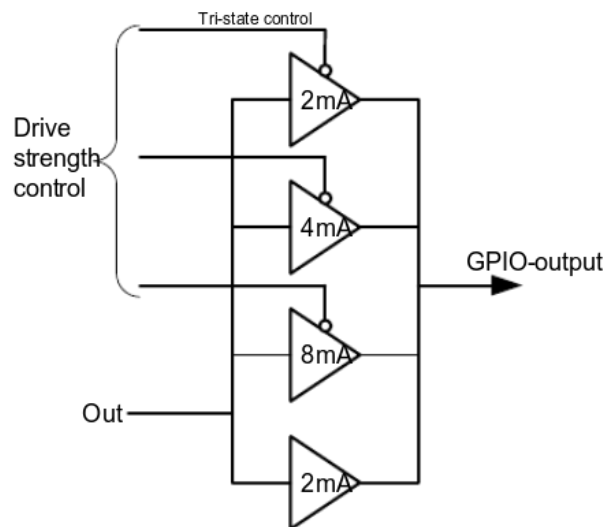 Tri-state control
2mA
Drive
strength
control
4mA
GPIO-output
8mA
Out
2mA